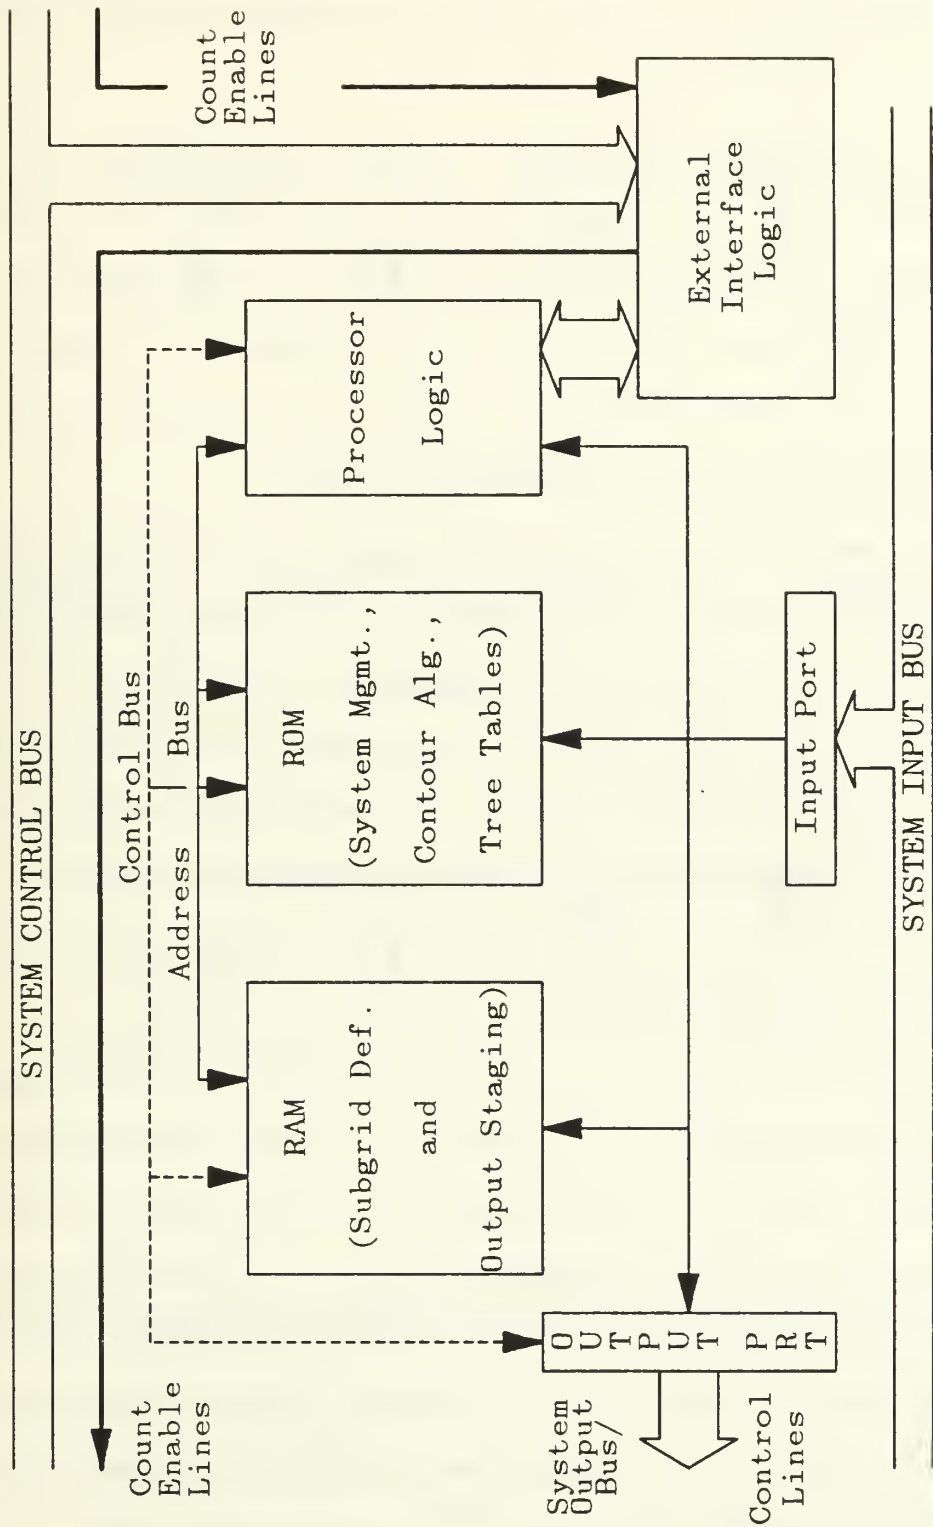 SYSTEM CONTROL BUS
Count
Enable
Lines
Count
Enable
Lines
Control Bus
Address Bus
RAM
(Subgrid Def.
and
Output Staging)
ROM
(System Mgmt.,
Contour Alg.,
Tree Tables)
Processor
Logic
External
Interface
Logic
System
Output
Bus/
Control
Lines
OUTPUT PRT
Input Port
SYSTEM INPUT BUS